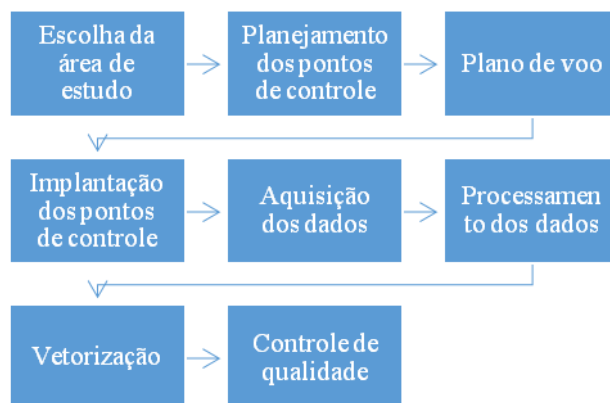 Escolha da
área de
estudo
Planejamento
dos pontos
de controle
Plano de voo
Implantação
dos pontos
de controle
Aquisição
dos dados
Processamen
to dos dados
Vetorização
Controle de
qualidade